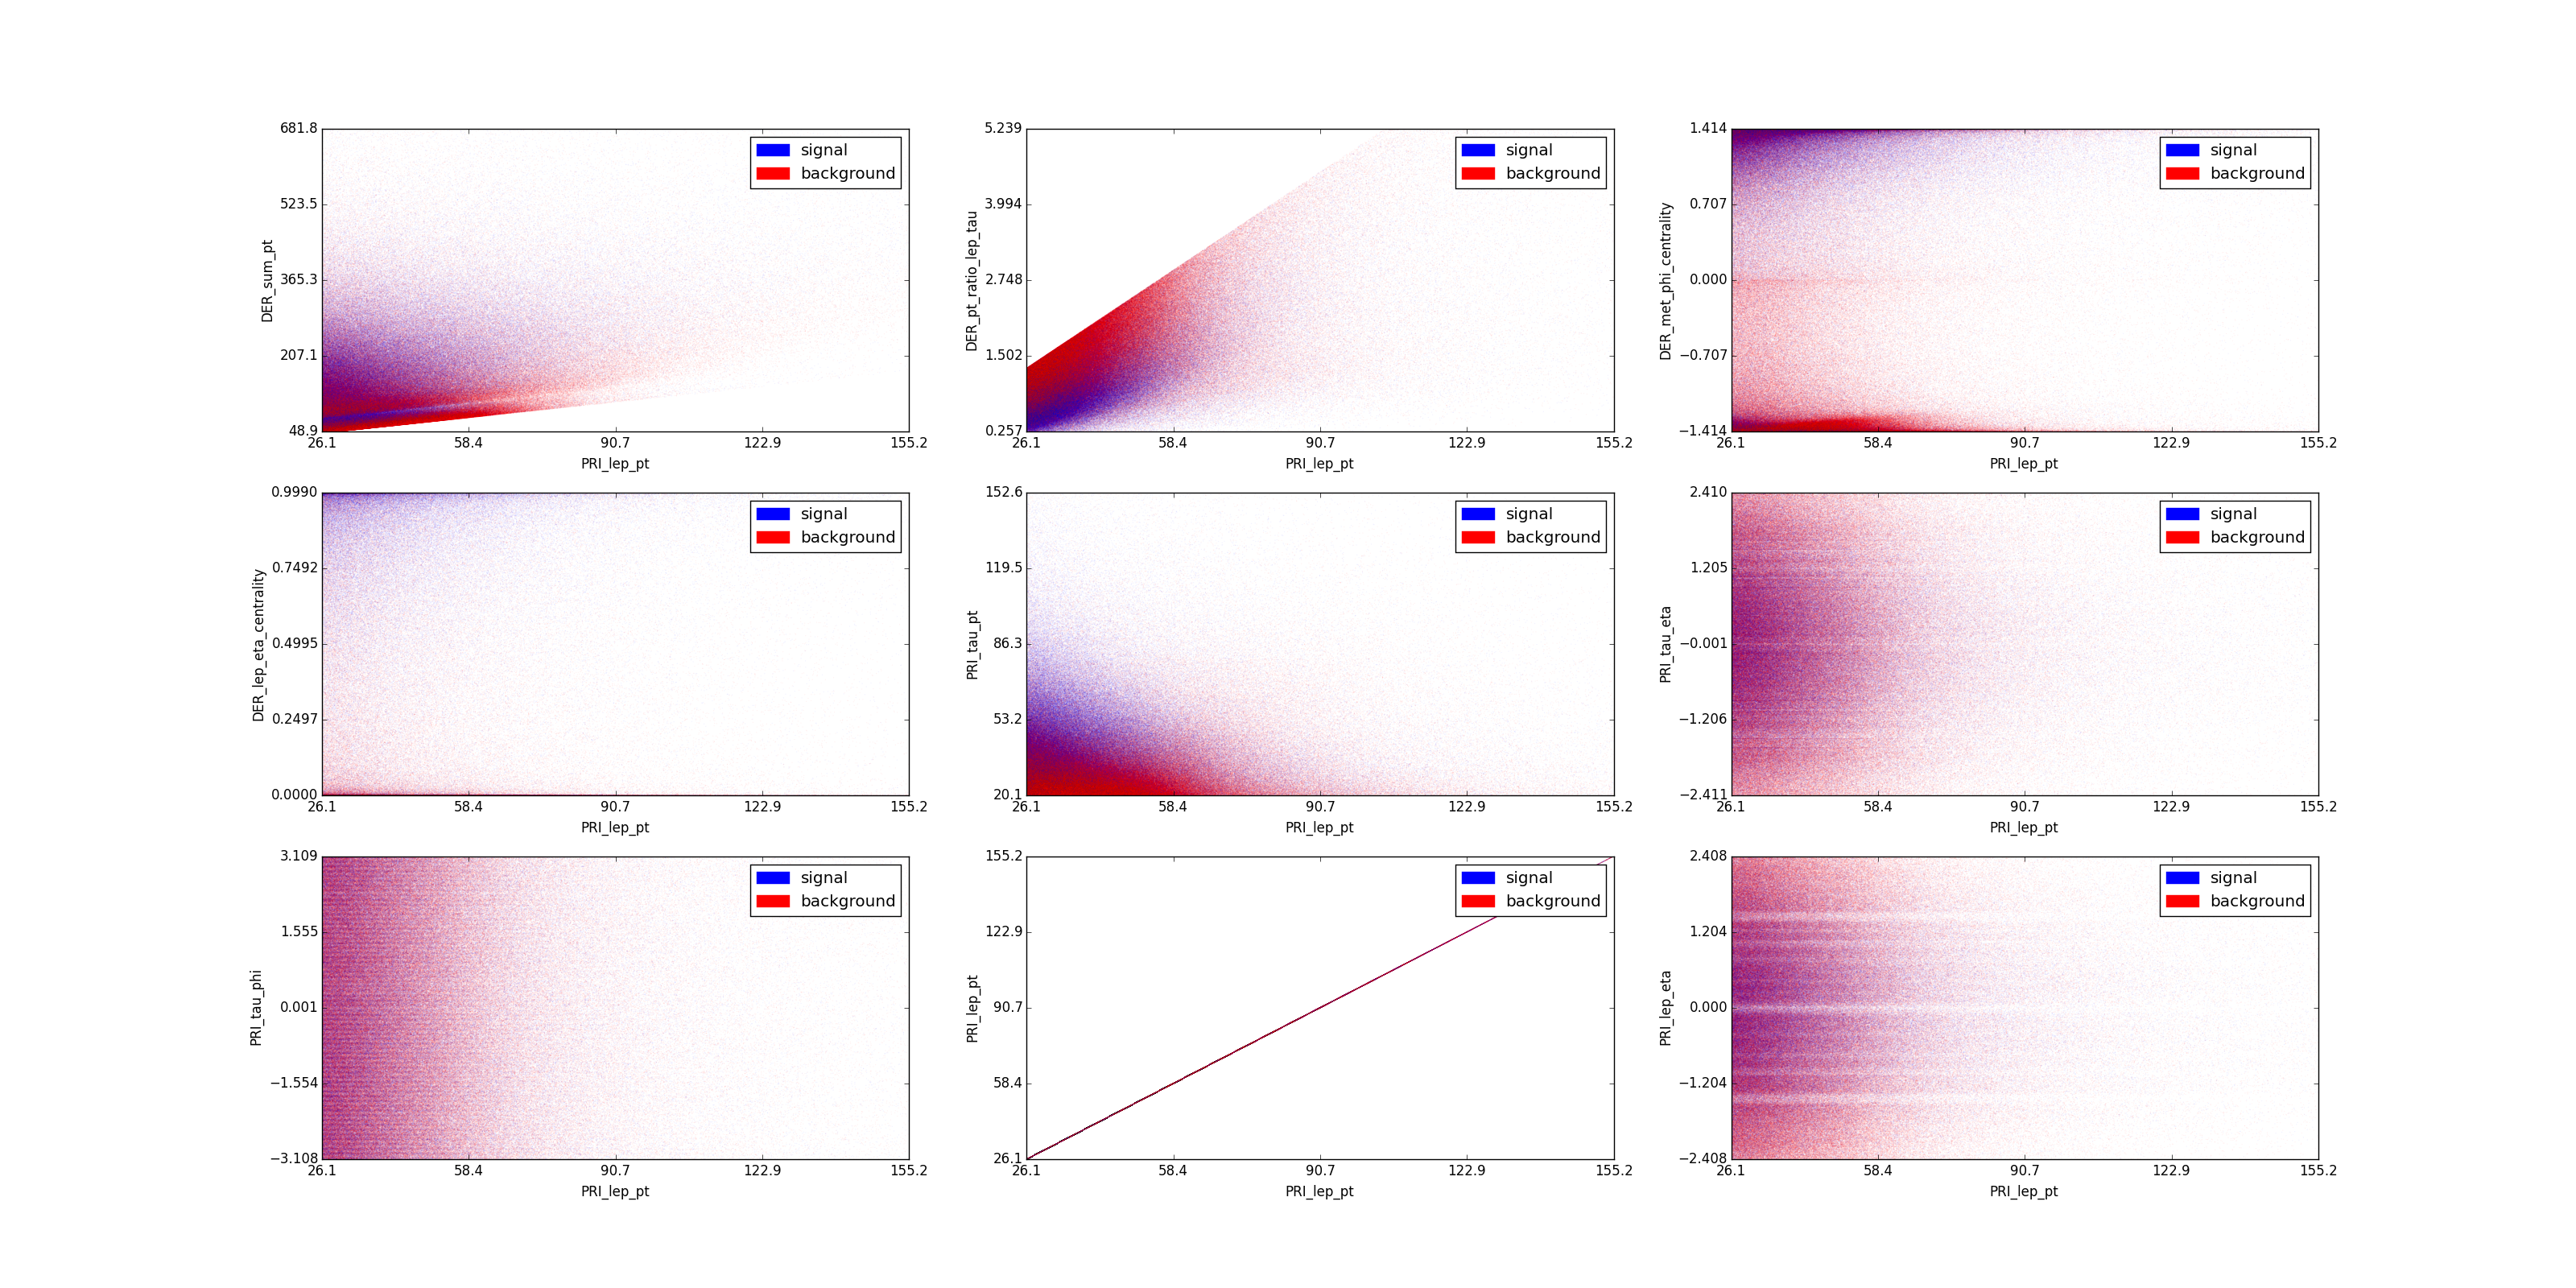 681.8
523.5
365.3
207.1
48.9
DER_sum_pt
26.1 58.4 90.7 122.9 155.2
PRI_lep_pt
signal
background
5.239
3.994
2.748
1.502
0.257
DER_pt_ratio_lep_tau
26.1 58.4 90.7 122.9 155.2
PRI_lep_pt
signal
background
1.414
0.707
0.000
−0.707
−1.414
DER_met_phi_centrality
26.1 58.4 90.7 122.9 155.2
PRI_lep_pt
signal
background
0.9990
0.7492
0.4995
0.2497
0.0000
DER_lep_eta_centrality
26.1 58.4 90.7 122.9 155.2
PRI_lep_pt
signal
background
152.6
119.5
86.3
53.2
20.1
PRI_tau_pt
26.1 58.4 90.7 122.9 155.2
PRI_lep_pt
signal
background
2.410
1.205
−0.001
−1.206
−2.411
PRI_tau_eta
26.1 58.4 90.7 122.9 155.2
PRI_lep_pt
signal
background
3.109
1.555
0.001
−1.554
−3.108
PRI_tau_phi
26.1 58.4 90.7 122.9 155.2
PRI_lep_pt
signal
background
155.2
122.9
90.7
58.4
26.1
PRI_lep_pt
26.1 58.4 90.7 122.9 155.2
PRI_lep_pt
signal
background
2.408
1.204
0.000
−1.204
−2.408
PRI_lep_eta
26.1 58.4 90.7 122.9 155.2
PRI_lep_pt
signal
background